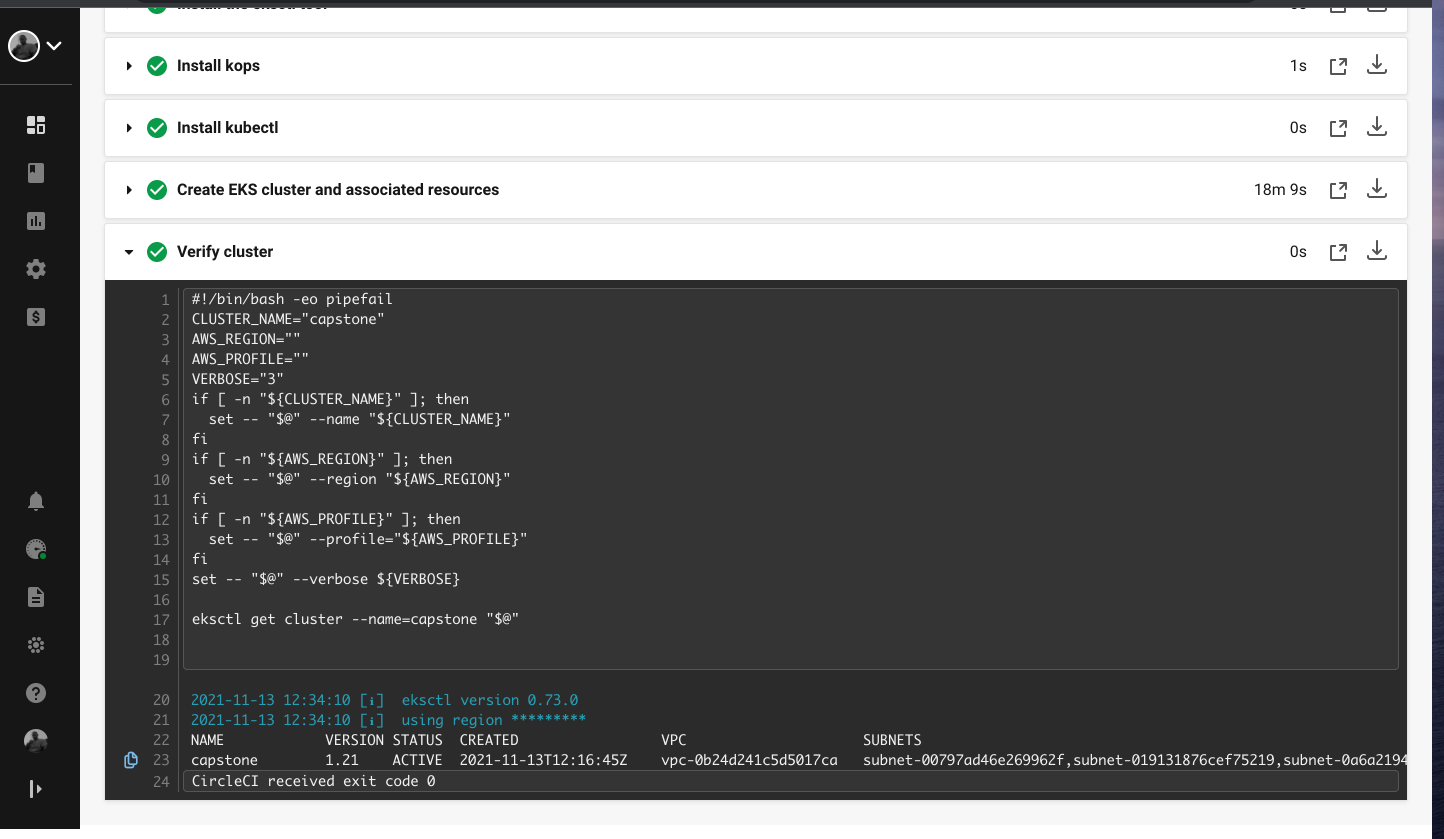 Install kops 1s
Install kubectl 0s
Create EKS cluster and associated resources 18m 9s
Verify cluster 0s
1 #!/bin/bash -eo pipefail
2 CLUSTER_NAME="capstone"
3 AWS_REGION=""
4 AWS_PROFILE=""
5 VERBOSE="3"
6 if [ -n "${CLUSTER_NAME}" ]; then
7   set -- "$@" --name "${CLUSTER_NAME}"
8 fi
9 if [ -n "${AWS_REGION}" ]; then
10   set -- "$@" --region "${AWS_REGION}"
11 fi
12 if [ -n "${AWS_PROFILE}" ]; then
13   set -- "$@" --profile="${AWS_PROFILE}"
14 fi
15 set -- "$@" --verbose ${VERBOSE}
16
17 eksctl get cluster --name=capstone "$@"
18
19
20 2021-11-13 12:34:10 [ℹ]  eksctl version 0.73.0
21 2021-11-13 12:34:10 [ℹ]  using region *********
22 NAME VERSION STATUS CREATED VPC SUBNETS
23 capstone 1.21 ACTIVE 2021-11-13T12:16:45Z vpc-0b24d241c5d5017ca subnet-00797ad46e269962f,subnet-019131876cef75219,subnet-0a6a2194
24 CircleCI received exit code 0